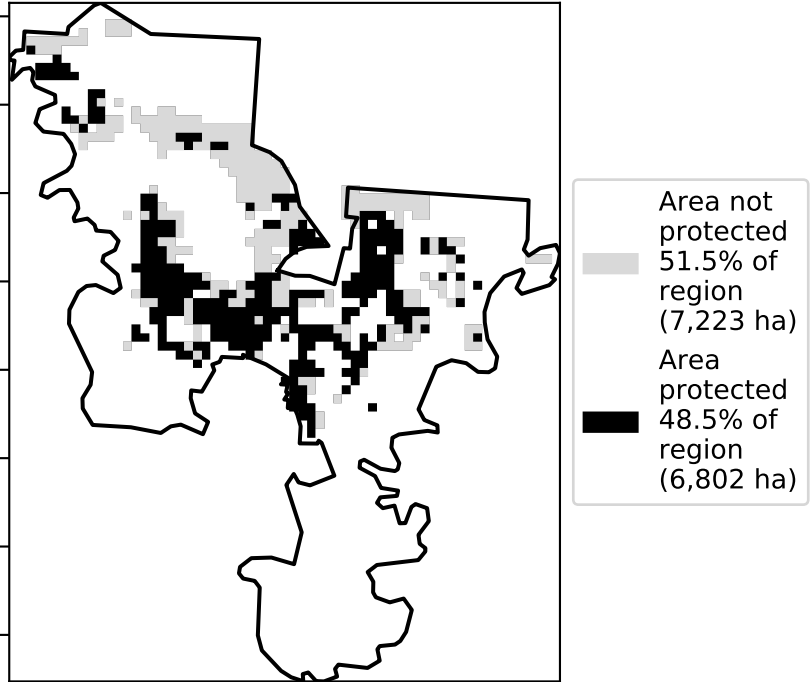 Area not
protected
51.5% of
region
(7,223 ha)
Area
protected
48.5% of
region
(6,802 ha)